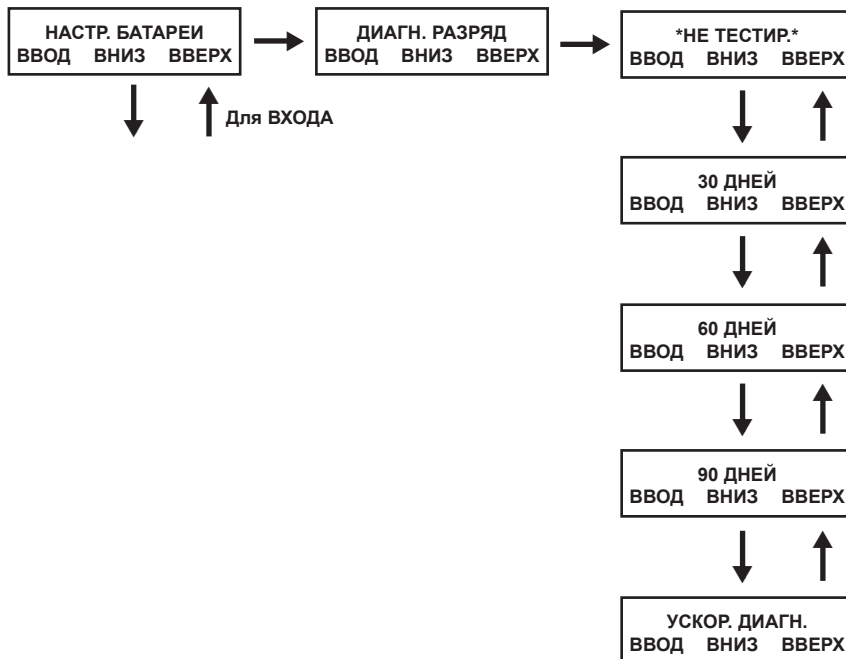 НАСТР. БАТАРЕИ
ВВОД ВНИЗ ВВЕРХ
ДИАГН. РАЗРЯД
ВВОД ВНИЗ ВВЕРХ
*НЕ ТЕСТИР.*
ВВОД ВНИЗ ВВЕРХ
Для ВХОДА
30 ДНЕЙ
ВВОД ВНИЗ ВВЕРХ
60 ДНЕЙ
ВВОД ВНИЗ ВВЕРХ
90 ДНЕЙ
ВВОД ВНИЗ ВВЕРХ
УСКОР. ДИАГН.
ВВОД ВНИЗ ВВЕРХ